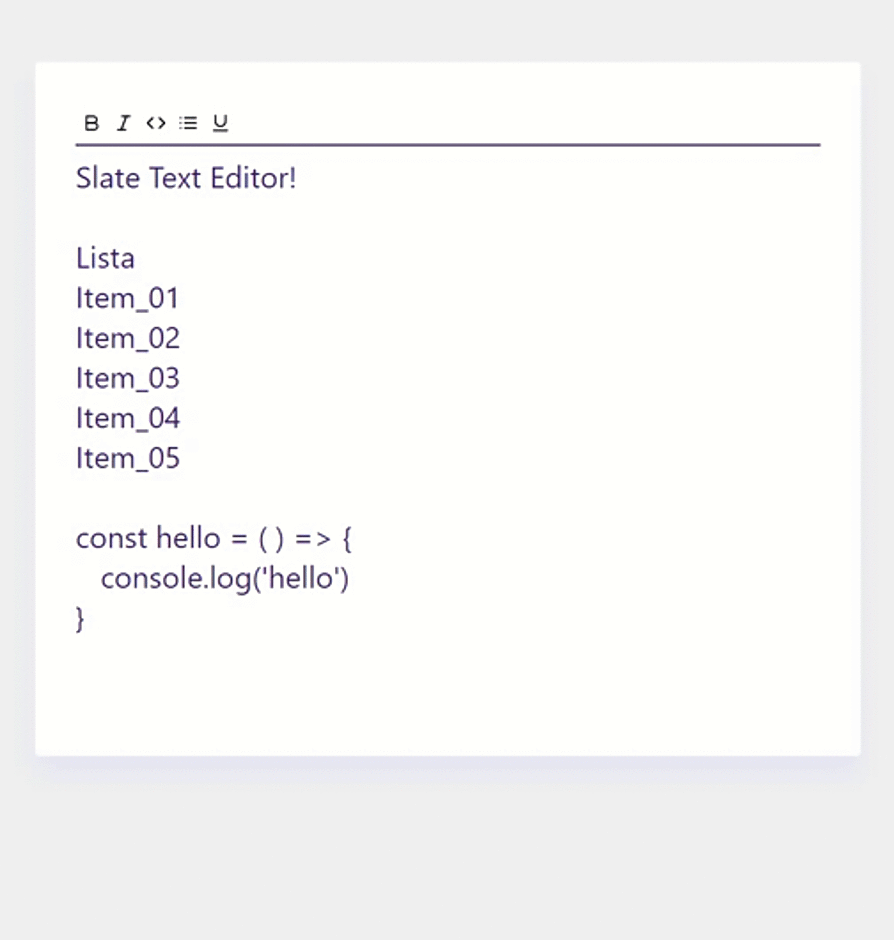 B I <> U
Slate Text Editor!
Lista
Item_01
Item_02
Item_03
Item_04
Item_05
const hello = ( ) => {
console.log('hello')
}